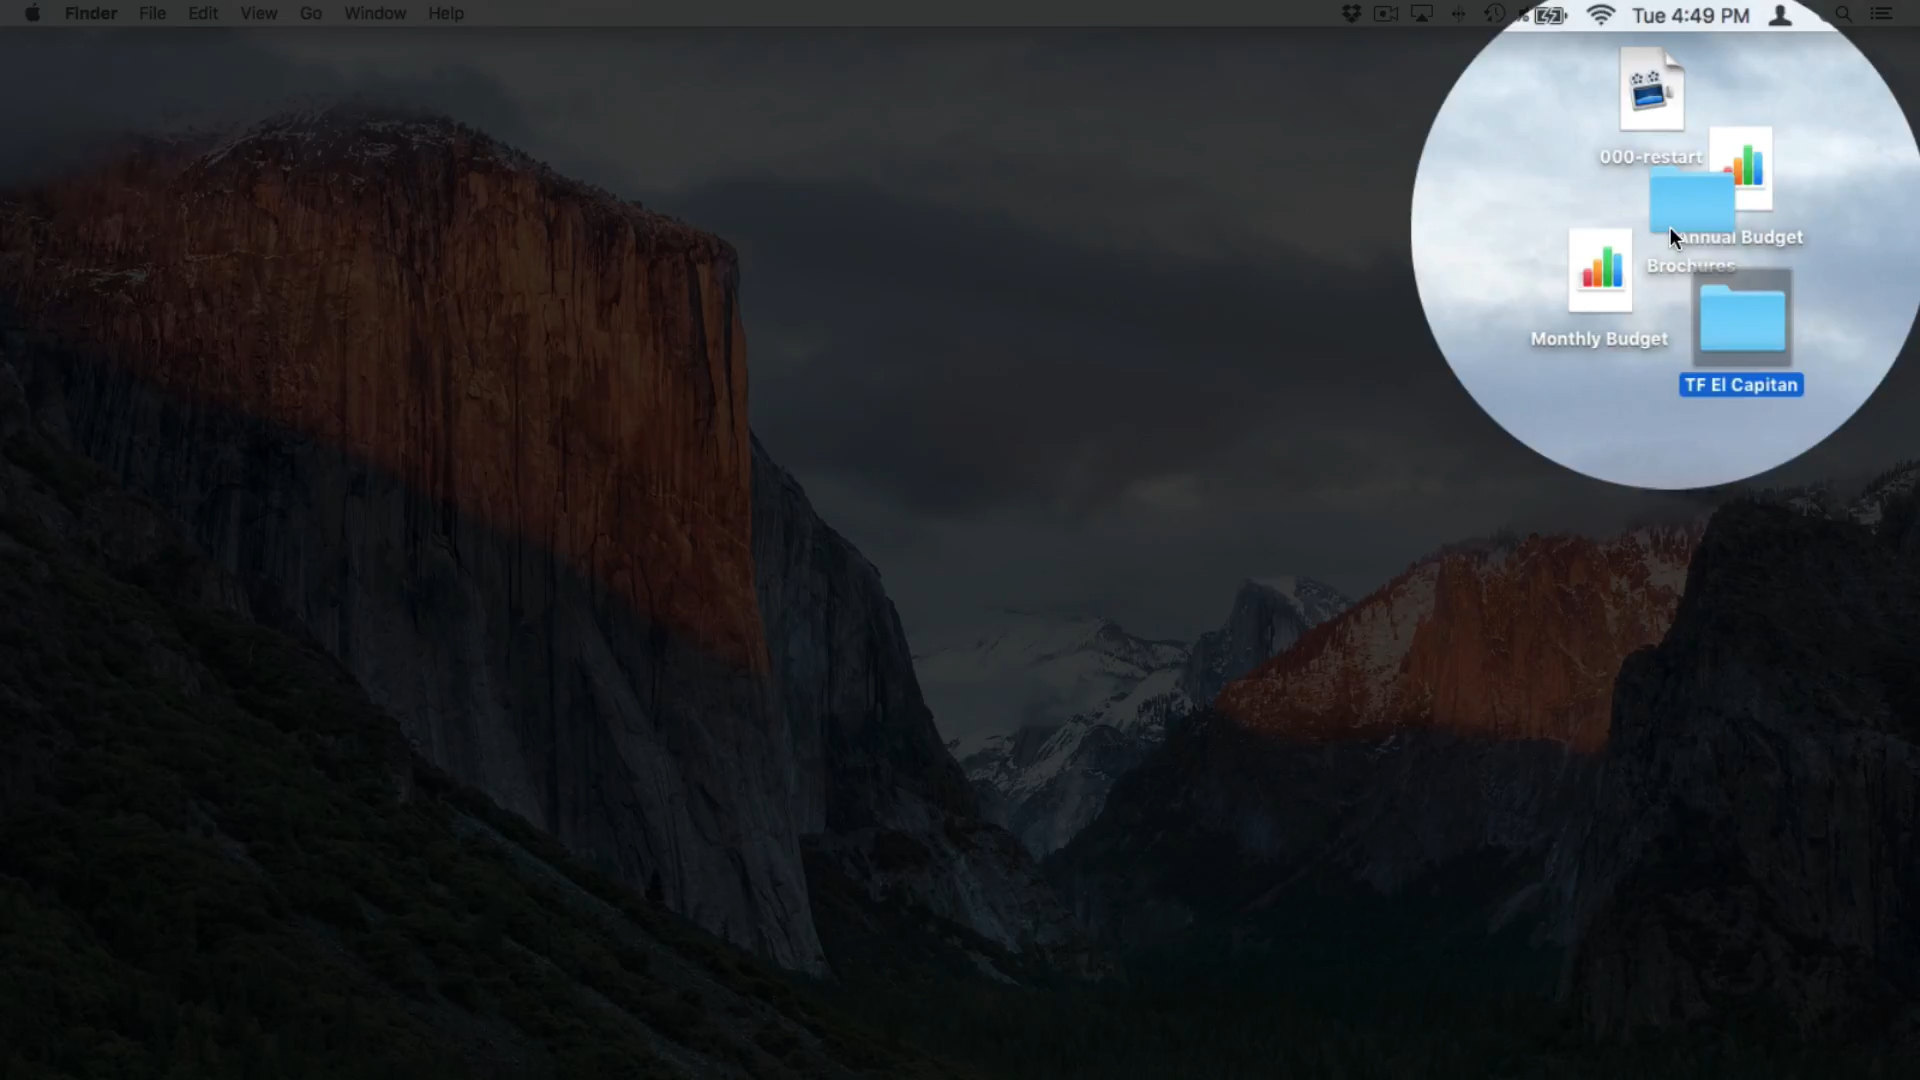 Finder File Edit View Go Window Help Tue 4:49 PM
000-restart
Annual Budget
Brochures
Monthly Budget
TF El Capitan